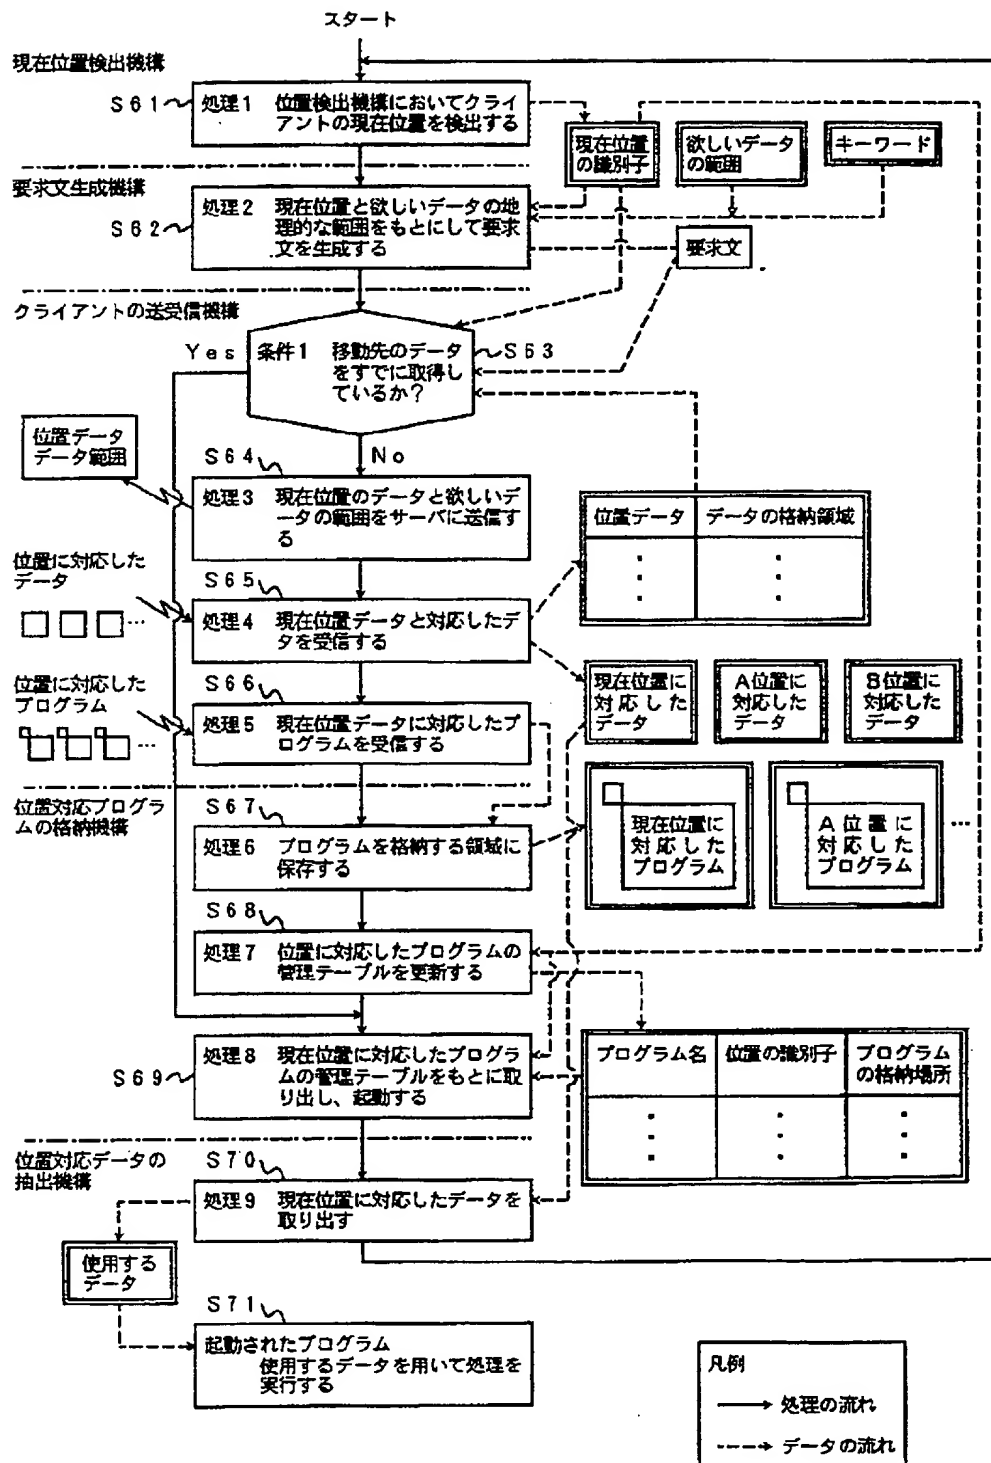 スタート
現在位置検出機構
S61
処理1 位置検出機構においてクライ
アントの現在位置を検出する
現在位置
の識別子
欲しいデータ
の範囲
キーワード
要求文生成機構
S62
処理2 現在位置と欲しいデータの地
理的な範囲をもとにして要求
文を生成する
要求文
クライアントの送受信機構
Yes
条件1 移動先のデータ
をすでに取得し
ているか?
S63
No
位置データ
データ範囲
S64
処理3 現在位置のデータと欲しいデ
ータの範囲をサーバに送信す
る
位置データ データの格納領域
位置に対応した
データ
S65
処理4 現在位置データと対応したデ
ータを受信する
現在位置に
対応した
データ
A位置に
対応した
データ
B位置に
対応した
データ
位置に対応した
プログラム
S66
処理5 現在位置データに対応したプ
ログラムを受信する
位置対応プログラ
ムの格納機構
S67
処理6 プログラムを格納する領域に
保存する
現在位置に
対応した
プログラム
A位置に
対応した
プログラム
S68
処理7 位置に対応したプログラムの
管理テーブルを更新する
S69
処理8 現在位置に対応したプログラ
ムの管理テーブルをもとに取
り出し、起動する
プログラム名 位置の識別子 プログラム
の格納場所
位置対応データの
抽出機構
S70
処理9 現在位置に対応したデータを
取り出す
使用する
データ
S71
起動されたプログラム
使用するデータを用いて処理を
実行する
凡例
処理の流れ
データの流れ